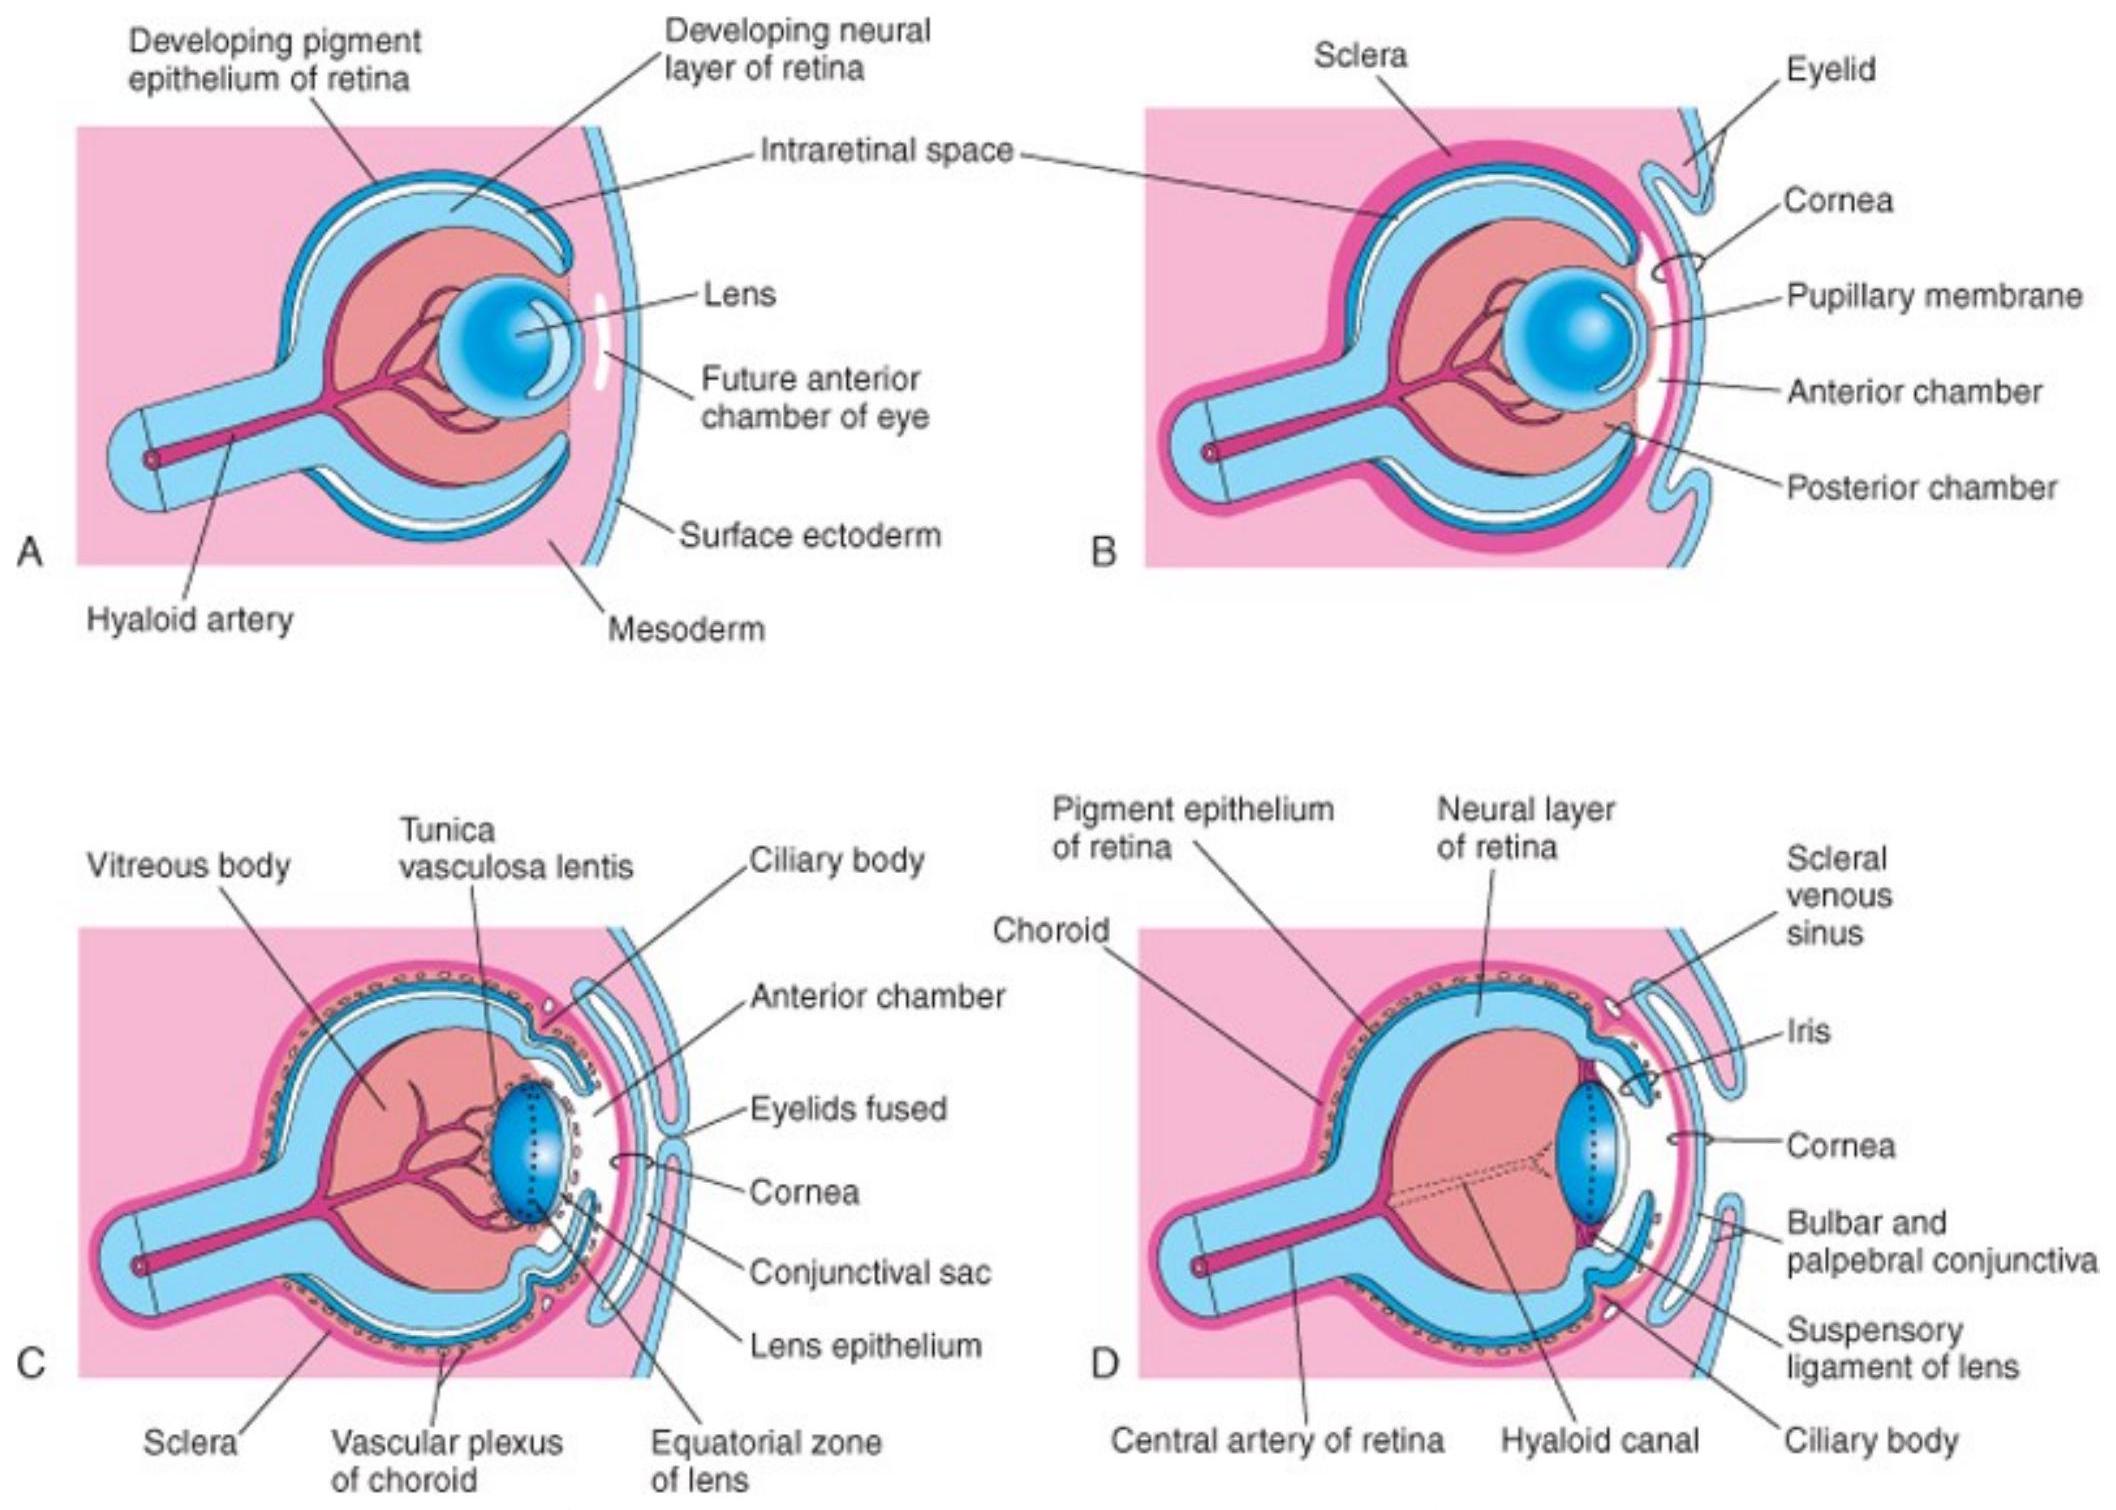 Developing pigment
epithelium of retina
Developing neural
layer of retina
Intraretinal space
Lens
Future anterior
chamber of eye
Surface ectoderm
A
Hyaloid artery
Mesoderm
Sclera
Eyelid
Cornea
Pupillary membrane
Anterior chamber
Posterior chamber
B
Vitreous body
Tunica
vasculosa lentis
Ciliary body
Anterior chamber
Eyelids fused
Cornea
Conjunctival sac
Lens epithelium
C
Sclera
Vascular plexus
of choroid
Equatorial zone
of lens
Pigment epithelium
of retina
Neural layer
of retina
Scleral
venous
sinus
Choroid
Iris
Cornea
Bulbar and
palpebral conjunctiva
Suspensory
ligament of lens
D
Central artery of retina
Hyaloid canal
Ciliary body